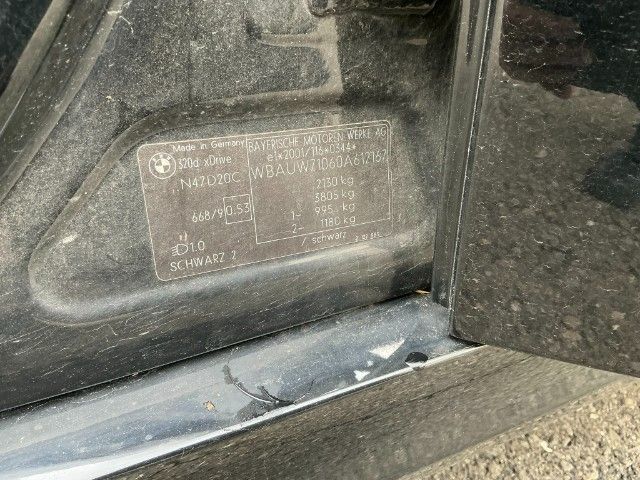 Made in Germany
320d xDrive
N47D20C
668/9 0.53
1.0
SCHWARZ 2
BAYERISCHE MOTOREN WERKE AG
e1*2001/116*0344*
WBAUW71060A612157
2130 kg
3805 kg
1- 995 kg
2- 1180 kg
/ schwarz